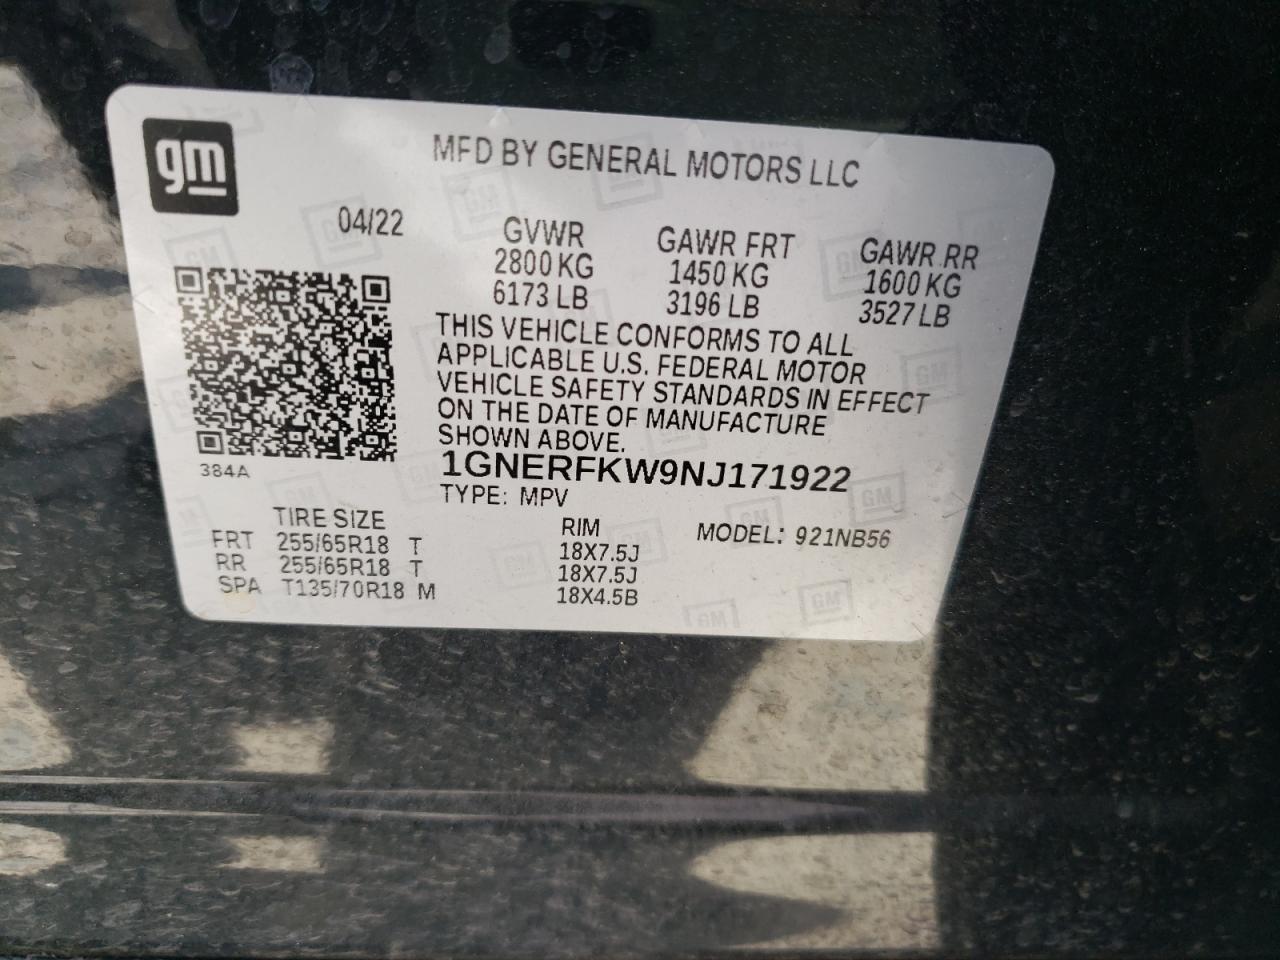 gm
MFD BY GENERAL MOTORS LLC
04/22
GVWR GAWR FRT GAWR RR
2800 KG 1450 KG 1600 KG
6173 LB 3196 LB 3527 LB
THIS VEHICLE CONFORMS TO ALL
APPLICABLE U.S. FEDERAL MOTOR
VEHICLE SAFETY STANDARDS IN EFFECT
ON THE DATE OF MANUFACTURE
SHOWN ABOVE.
384A
1GNERFKW9NJ171922
TYPE: MPV
TIRE SIZE RIM MODEL: 921NB56
FRT 255/65R18 T 18X7.5J
RR 255/65R18 T 18X7.5J
SPA T135/70R18 M 18X4.5B